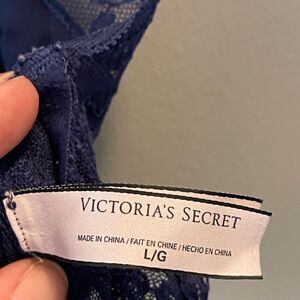 VICTORIA'S SECRET
MADE IN CHINA / FAIT EN CHINE / HECHO EN CHINA
L/G